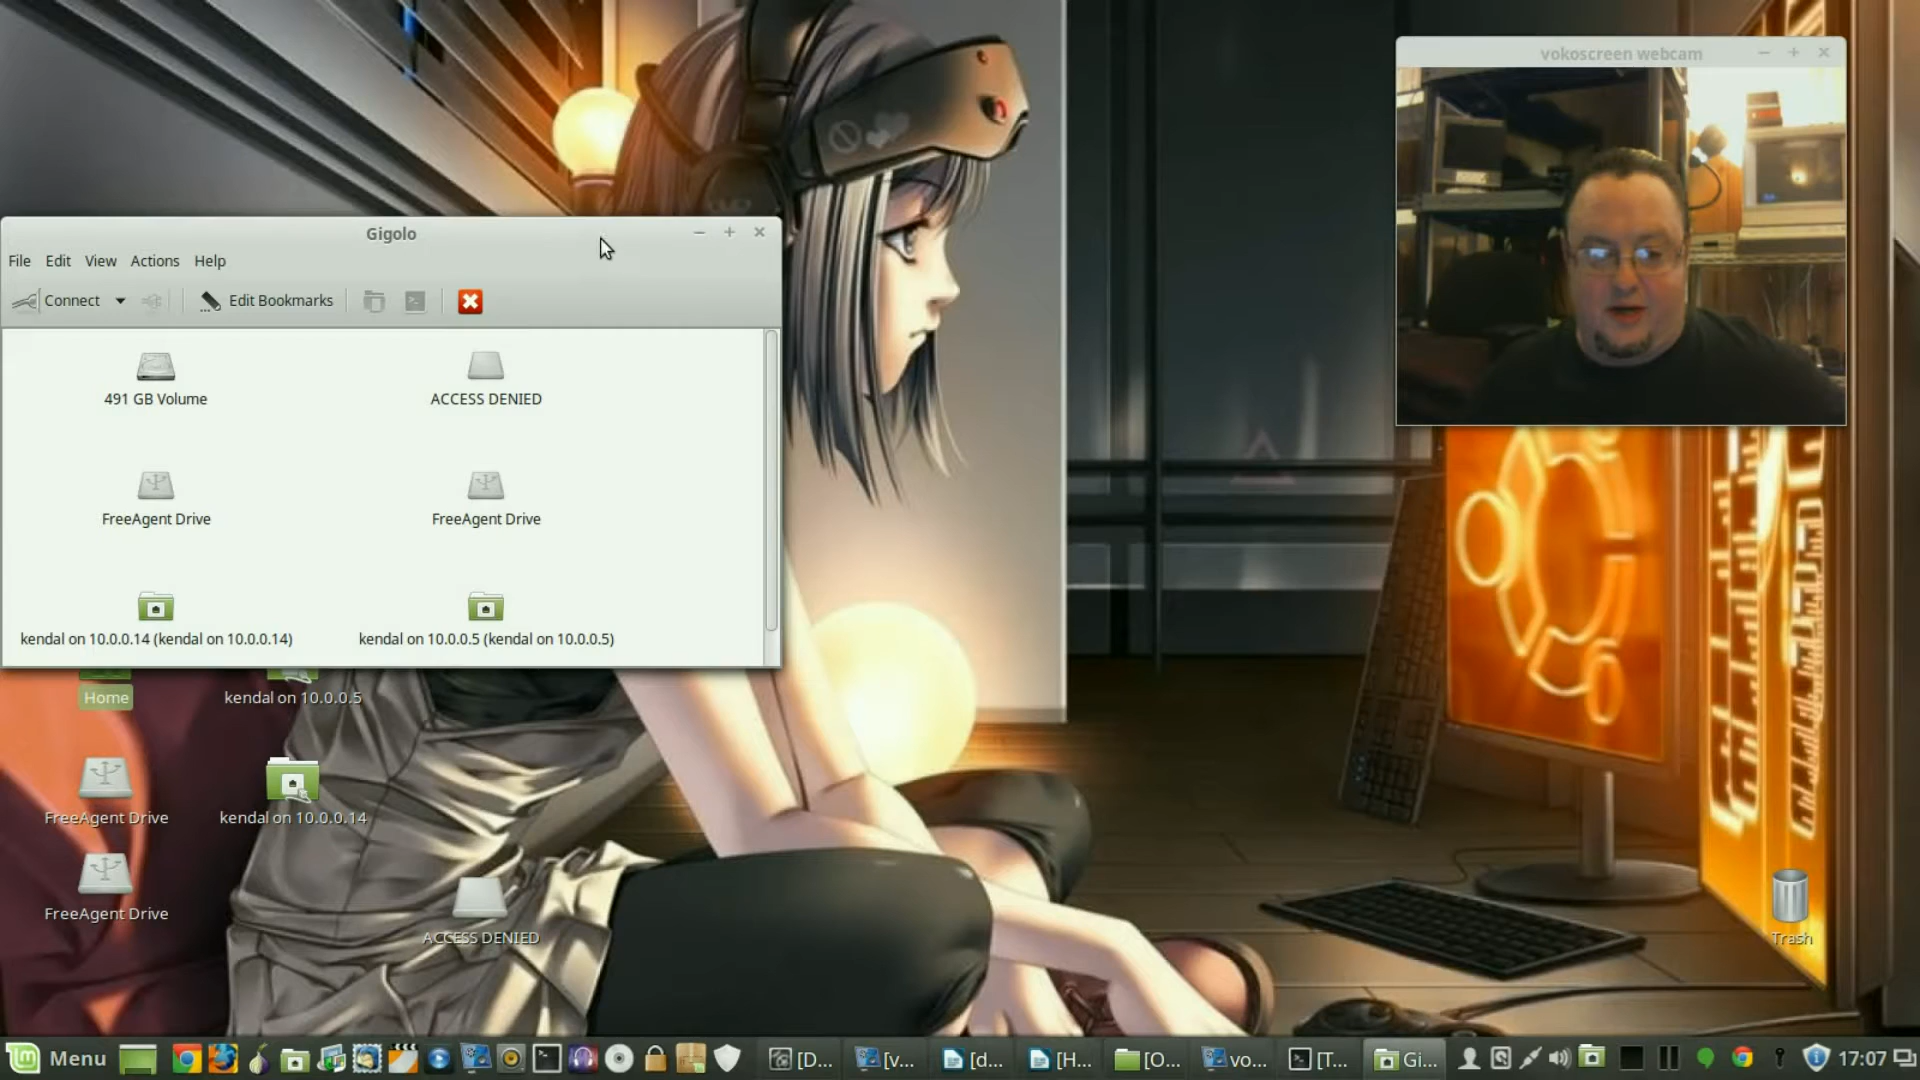 vokoscreen webcam
Gigolo
File Edit View Actions Help
Connect Edit Bookmarks
491 GB Volume
ACCESS DENIED
FreeAgent Drive
FreeAgent Drive
kendal on 10.0.0.14 (kendal on 10.0.0.14)
kendal on 10.0.0.5 (kendal on 10.0.0.5)
Home
kendal on 10.0.0.5
FreeAgent Drive
kendal on 10.0.0.14
FreeAgent Drive
ACCESS DENIED
Trash
Menu [D... [v... [d... [H... [O... vo... [T... Gi... 17:07